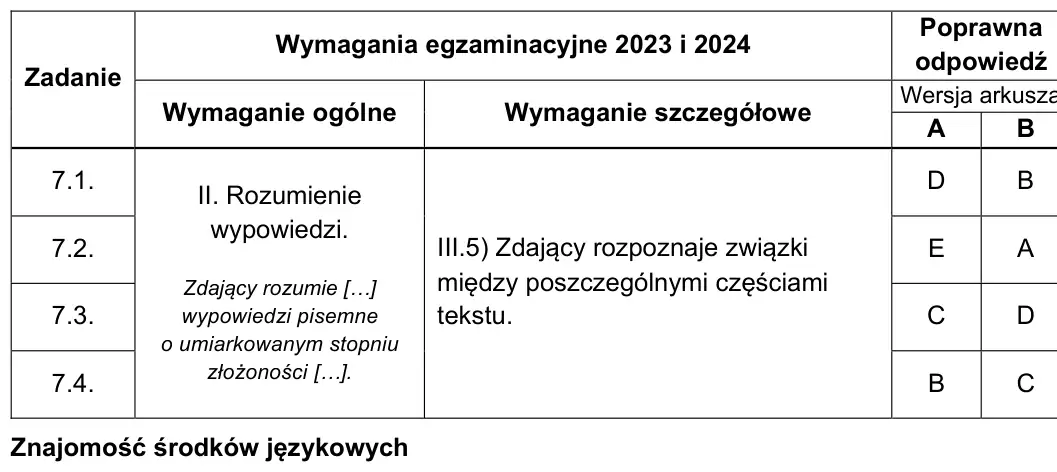 Zadanie
Wymagania egzaminacyjne 2023 i 2024
Poprawna
odpowiedź
Wymaganie ogólne
Wymaganie szczegółowe
Wersja arkusza
A B
7.1.
II. Rozumienie
wypowiedzi.
Zdający rozumie […]
wypowiedzi pisemne
o umiarkowanym stopniu
złożoności […].
III.5) Zdający rozpoznaje związki
między poszczególnymi częściami
tekstu.
D B
7.2.
E A
7.3.
C D
7.4.
B C
Znajomość środków językowych